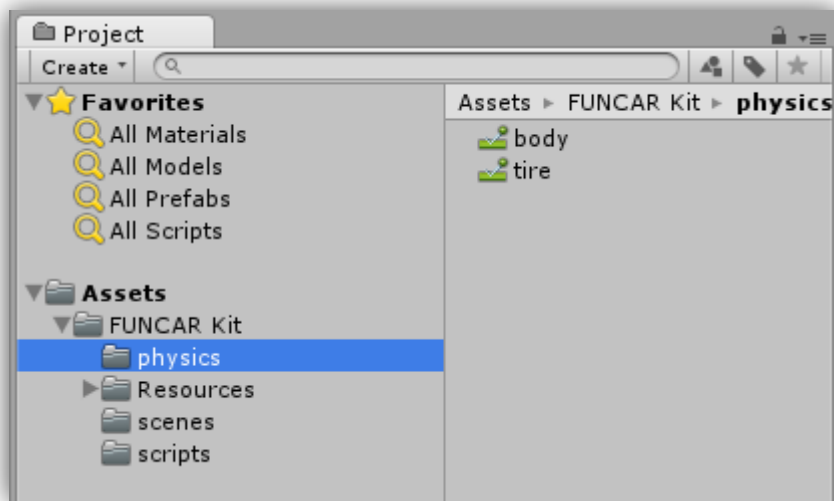 Project
Create
Favorites
All Materials
All Models
All Prefabs
All Scripts
Assets
FUNCAR Kit
physics
Resources
scenes
scripts
Assets FUNCAR Kit physics
body
tire